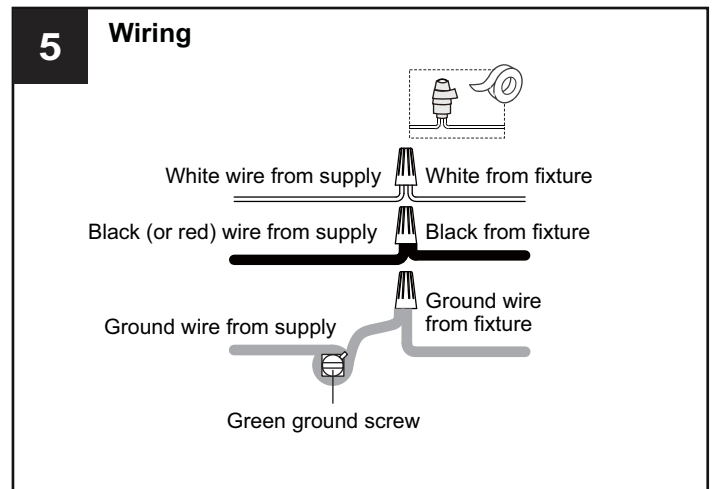 5
Wiring
White wire from supply
White from fixture
Black (or red) wire from supply
Black from fixture
Ground wire from supply
Ground wire
from fixture
Green ground screw